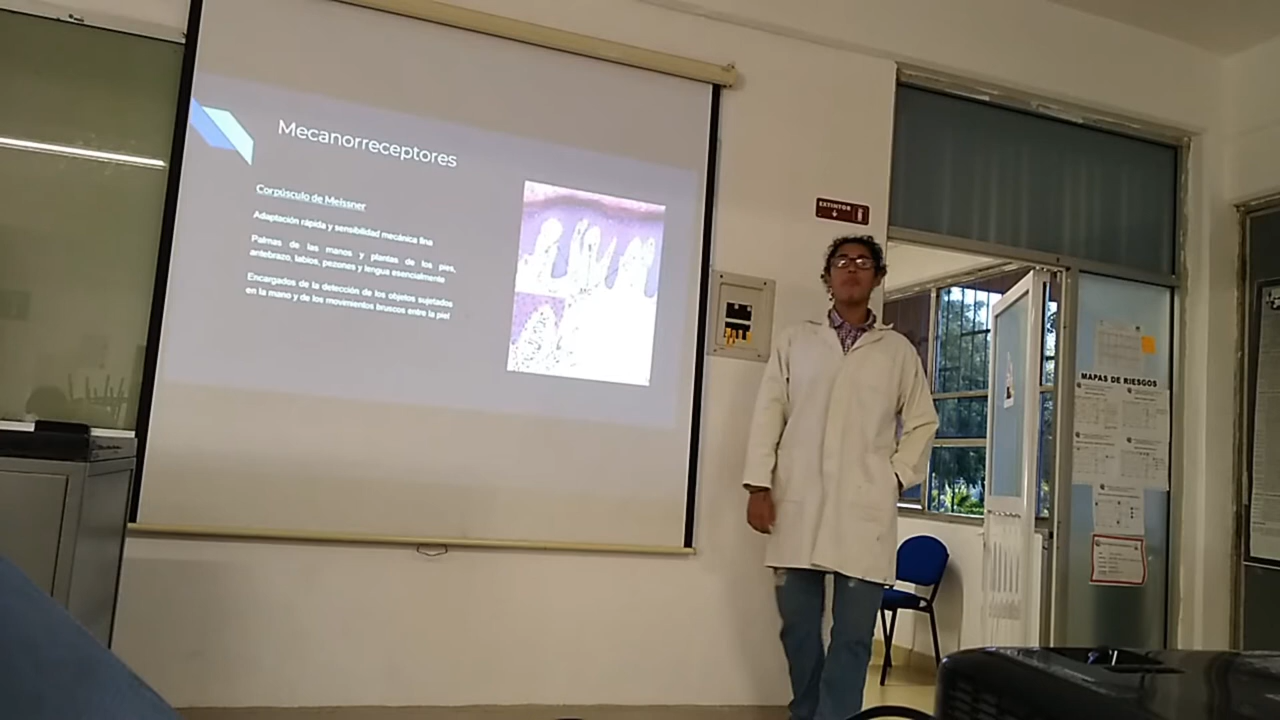 Mecanorreceptores
Corpúsculo de Meissner
Adaptación rápida y sensibilidad mecánica fina
Palmas de las manos y plantas de los pies,
antebrazo, labios, pezones y lengua esencialmente
Encargados de la detección de los objetos sujetados
en la mano y de los movimientos bruscos entre la piel
EXTINTOR
MAPAS DE RIESGOS